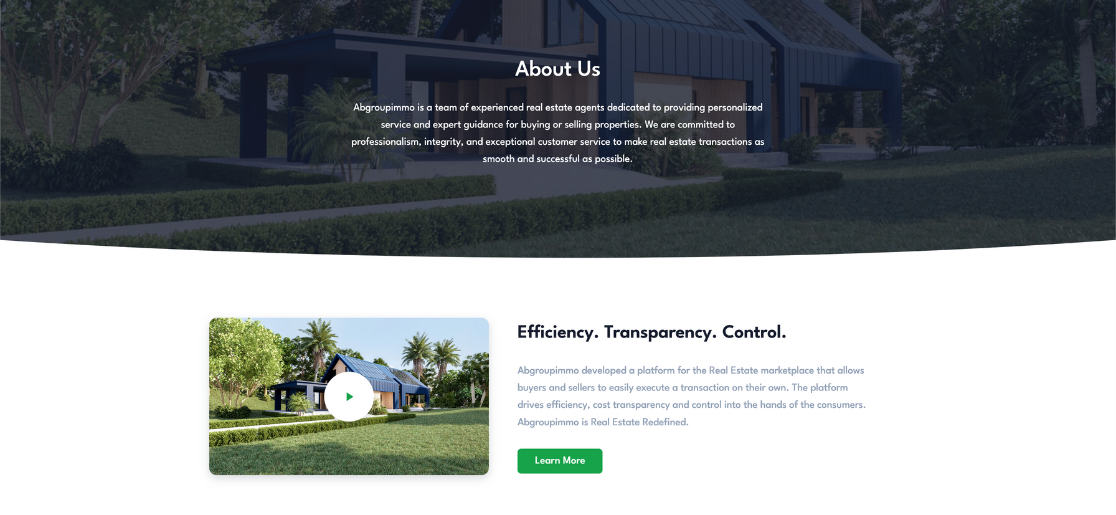 About Us
Abgroupimmo is a team of experienced real estate agents dedicated to providing personalized
service and expert guidance for buying or selling properties. We are committed to
professionalism, integrity, and exceptional customer service to make real estate transactions as
smooth and successful as possible.
Efficiency. Transparency. Control.
Abgroupimmo developed a platform for the Real Estate marketplace that allows
buyers and sellers to easily execute a transaction on their own. The platform
drives efficiency, cost transparency and control into the hands of the consumers.
Abgroupimmo is Real Estate Redefined.
Learn More